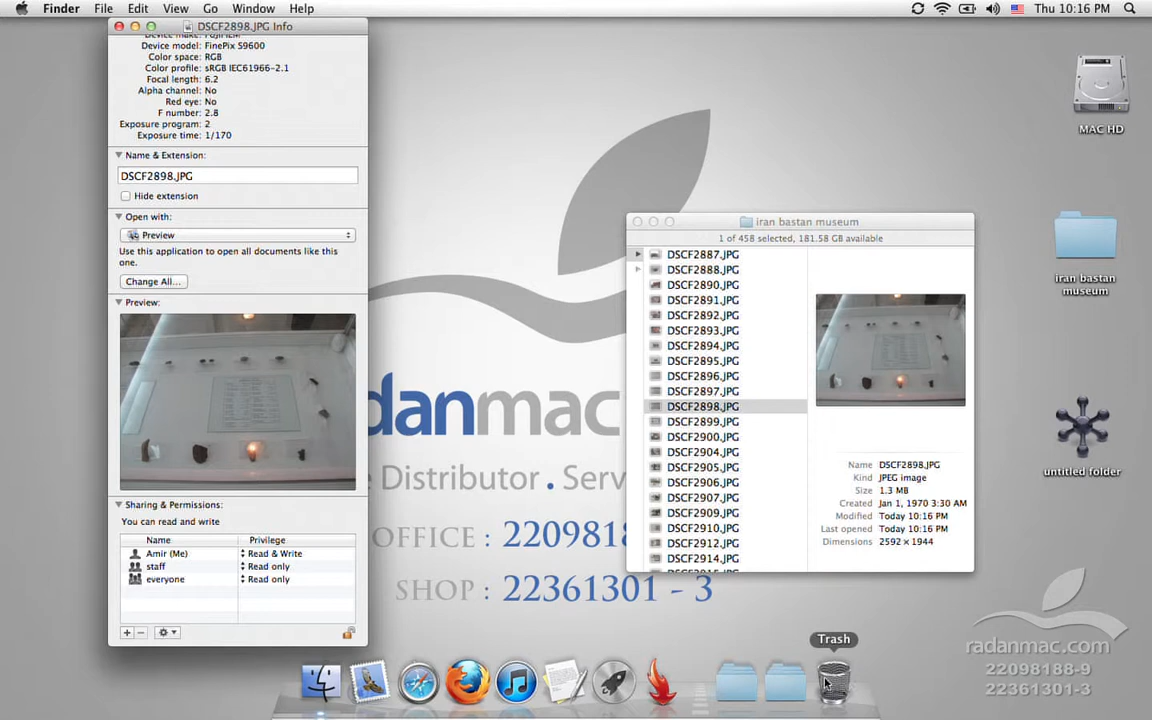 Finder File Edit View Go Window Help Thu 10:16 PM
DSCF2898.JPG Info
Device model: FinePix S9600
Color space: RGB
Color profile: sRGB IEC61966-2.1
Focal length: 6.2
Alpha channel: No
Red eye: No
F number: 2.8
Exposure program: 2
Exposure time: 1/170
Name & Extension:
DSCF2898.JPG
Hide extension
Open with:
Preview
Use this application to open all documents like this
one.
Change All...
Preview:
Sharing & Permissions:
You can read and write
Name Privilege
Amir (Me) Read & Write
staff Read only
everyone Read only
danmac
Distributor . Serv
OFFICE : 2209818
SHOP : 22361301 - 3
iran bastan museum
1 of 458 selected, 181.58 GB available
DSCF2887.JPG
DSCF2888.JPG
DSCF2890.JPG
DSCF2891.JPG
DSCF2892.JPG
DSCF2893.JPG
DSCF2894.JPG
DSCF2895.JPG
DSCF2896.JPG
DSCF2897.JPG
DSCF2898.JPG
DSCF2899.JPG
DSCF2900.JPG
DSCF2904.JPG
DSCF2905.JPG
DSCF2906.JPG
DSCF2907.JPG
DSCF2909.JPG
DSCF2910.JPG
DSCF2912.JPG
DSCF2914.JPG
Name DSCF2898.JPG
Kind JPEG image
Size 1.3 MB
Created Jan 1, 1970 3:30 AM
Modified Today 10:16 PM
Last opened Today 10:16 PM
Dimensions 2592 × 1944
MAC HD
iran bastan
museum
untitled folder
Trash
radanmac.com
22098188-9
22361301-3